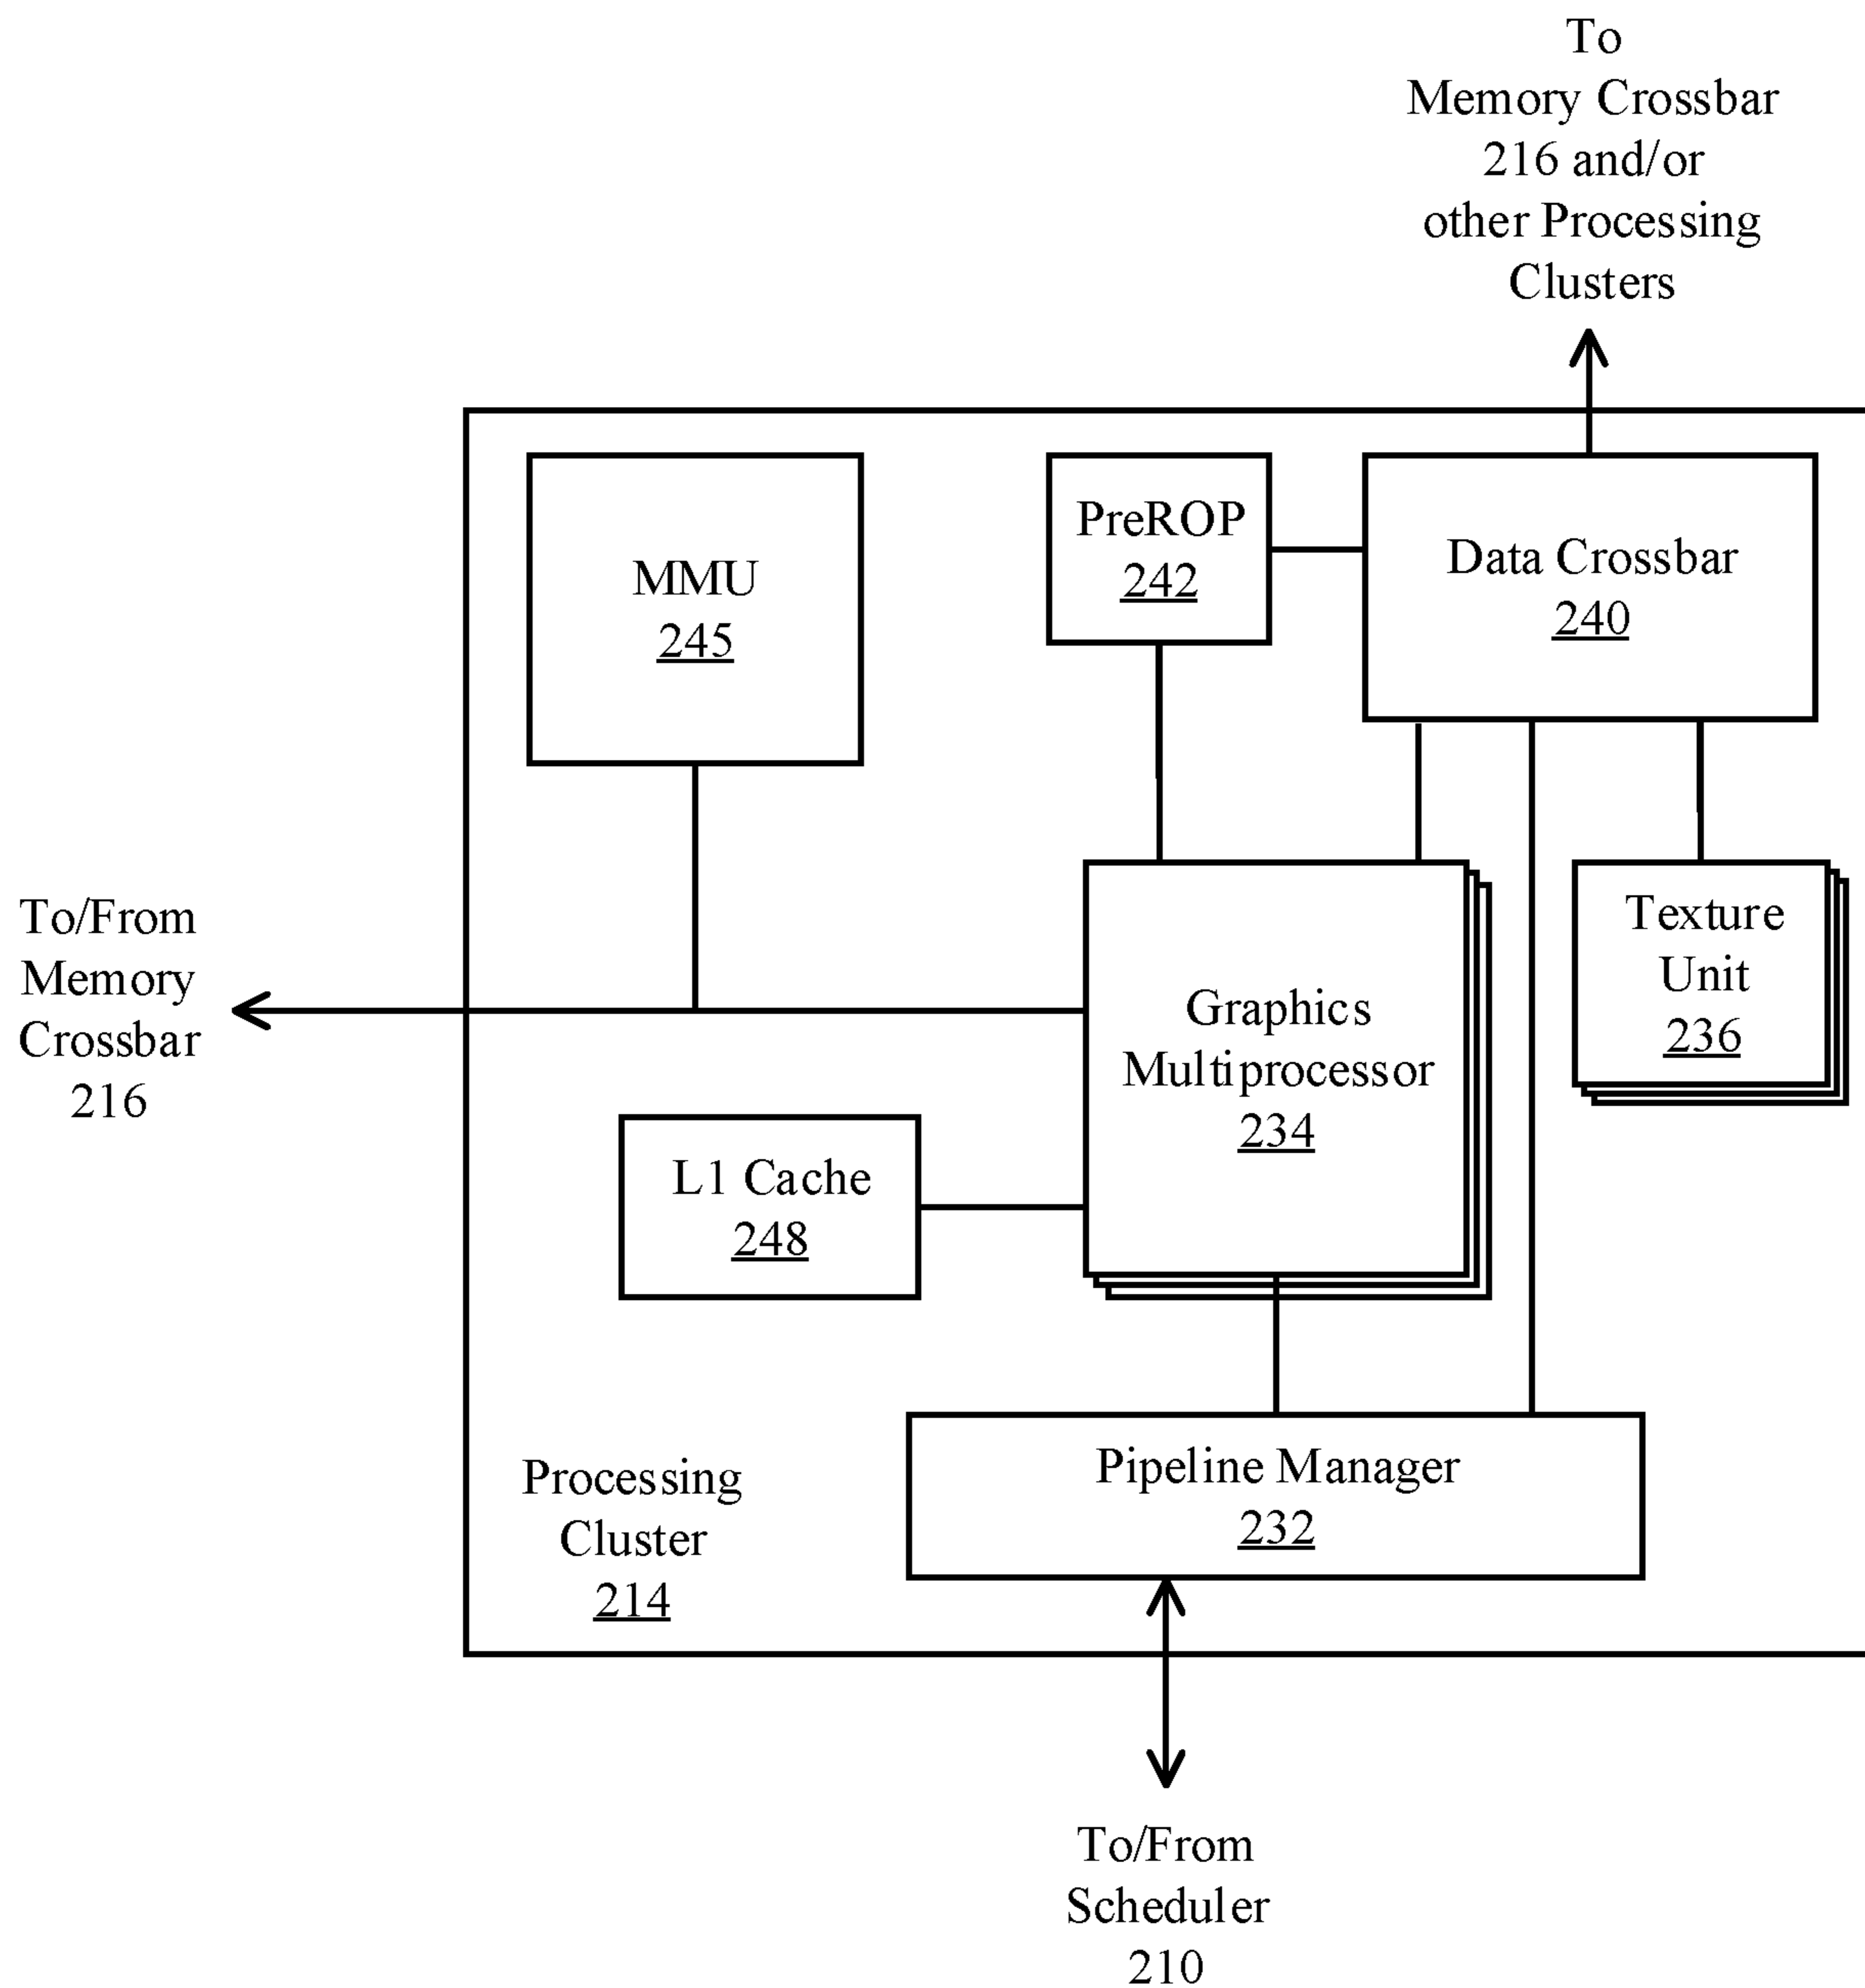 To
Memory Crossbar
216 and/or
other Processing
Clusters
MMU
245
PreROP
242
Data Crossbar
240
To/From
Memory
Crossbar
216
Graphics
Multiprocessor
234
Texture
Unit
236
L1 Cache
248
Pipeline Manager
232
Processing
Cluster
214
To/From
Scheduler
210